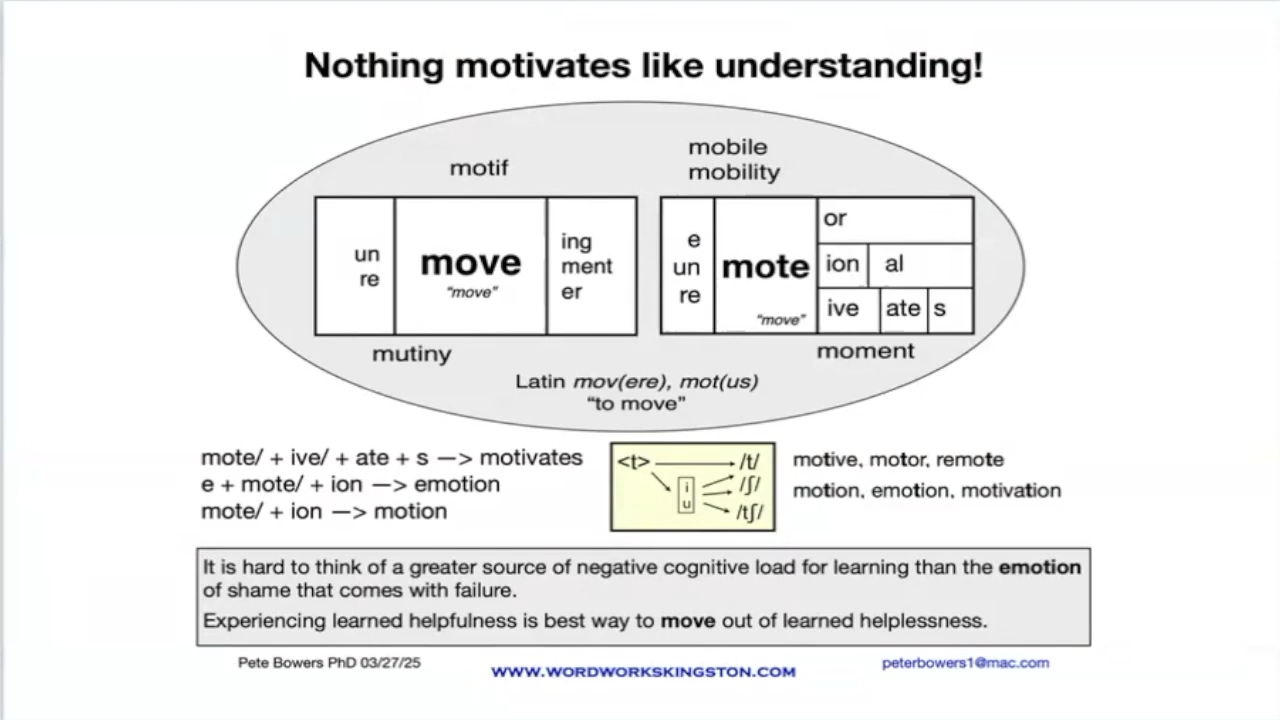 Nothing motivates like understanding!
motif
mobile
mobility
un
re
move
"move"
ing
ment
er
e
un
re
mote
"move"
or
ion al
ive ate s
mutiny
moment
Latin mov(ere), mot(us)
"to move"
mote/ + ive/ + ate + s —> motivates
e + mote/ + ion —> emotion
mote/ + ion —> motion
<t> /t/
i
u
/ʃ/
/tʃ/
motive, motor, remote
motion, emotion, motivation
It is hard to think of a greater source of negative cognitive load for learning than the emotion
of shame that comes with failure.
Experiencing learned helpfulness is best way to move out of learned helplessness.
Pete Bowers PhD 03/27/25
WWW.WORDWORKSKINGSTON.COM
peterbowers1@mac.com